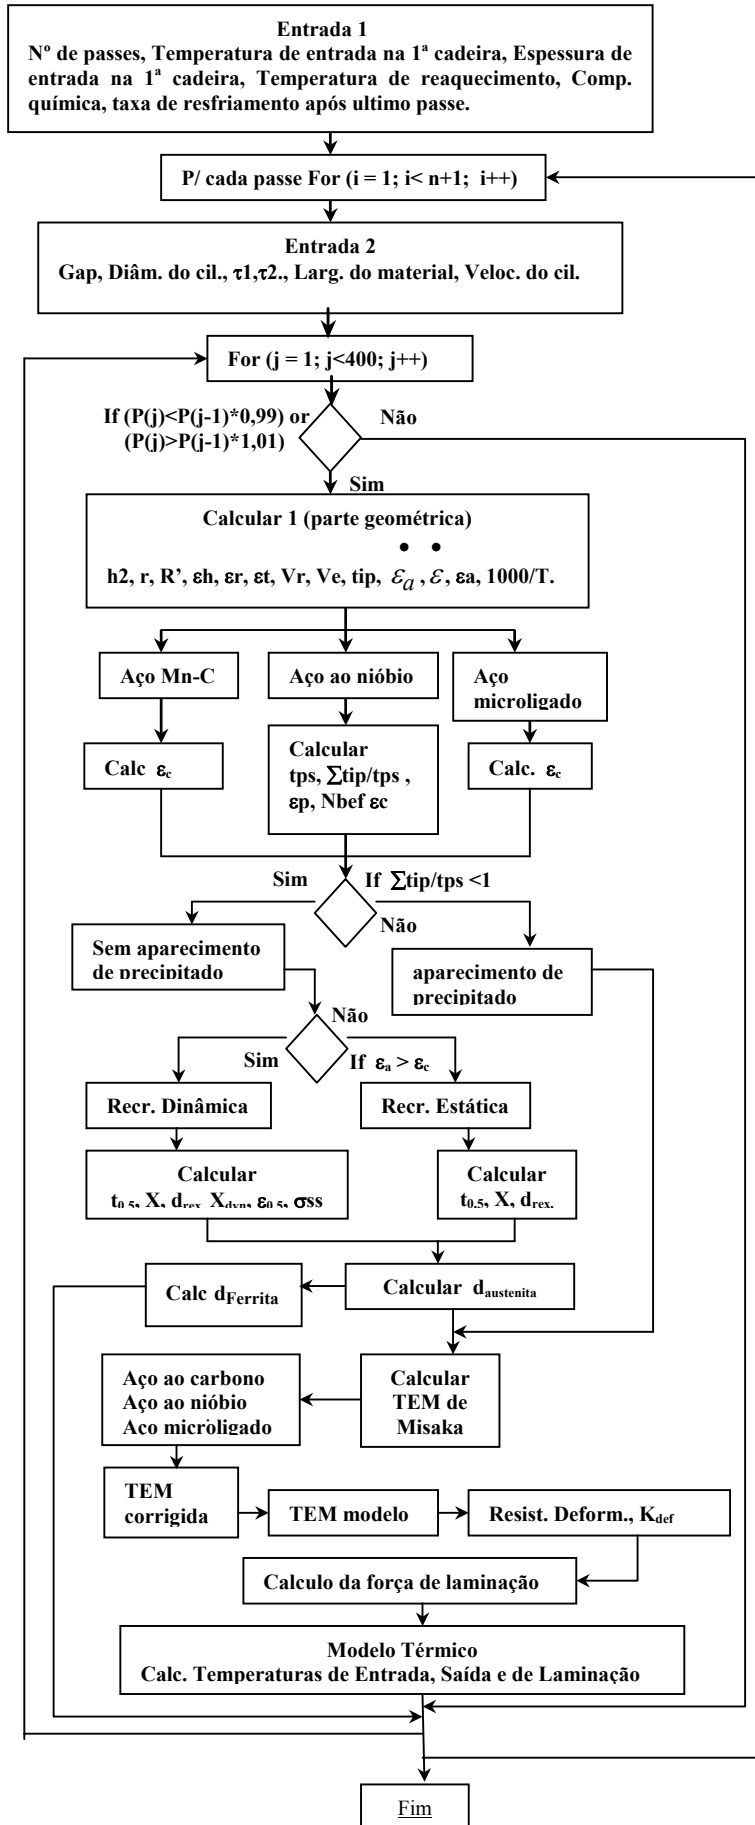 Entrada 1
Nº de passes, Temperatura de entrada na 1ª cadeira, Espessura de
entrada na 1ª cadeira, Temperatura de reaquecimento, Comp.
química, taxa de resfriamento após ultimo passe.
P/ cada passe For (i = 1; i< n+1; i++)
Entrada 2
Gap, Diâm. do cil., τ1,τ2., Larg. do material, Veloc. do cil.
For (j = 1; j<400; j++)
If (P(j)<P(j-1)*0,99) or
(P(j)>P(j-1)*1,01)
Não
Sim
Calcular 1 (parte geométrica)
h2, r, R’, εh, εr, εt, Vr, Ve, tip, ε̇a, ε̇, εa, 1000/T.
Aço Mn-C
Aço ao nióbio
Aço
microligado
Calc εc
Calcular
tps, Σtip/tps ,
εp, Nbef εc
Calc. εc
Sim
If Σtip/tps <1
Não
Sem aparecimento
de precipitado
aparecimento de
precipitado
Não
Sim
If εa > εc
Recr. Dinâmica
Recr. Estática
Calcular
t0.5, X, drex, Xdyn, ε0.5, σss
Calcular
t0.5, X, drex.
Calc dFerrita
Calcular daustenita
Aço ao carbono
Aço ao nióbio
Aço microligado
Calcular
TEM de
Misaka
TEM
corrigida
TEM modelo
Resist. Deform., Kdef
Calculo da força de laminação
Modelo Térmico
Calc. Temperaturas de Entrada, Saída e de Laminação
Fim